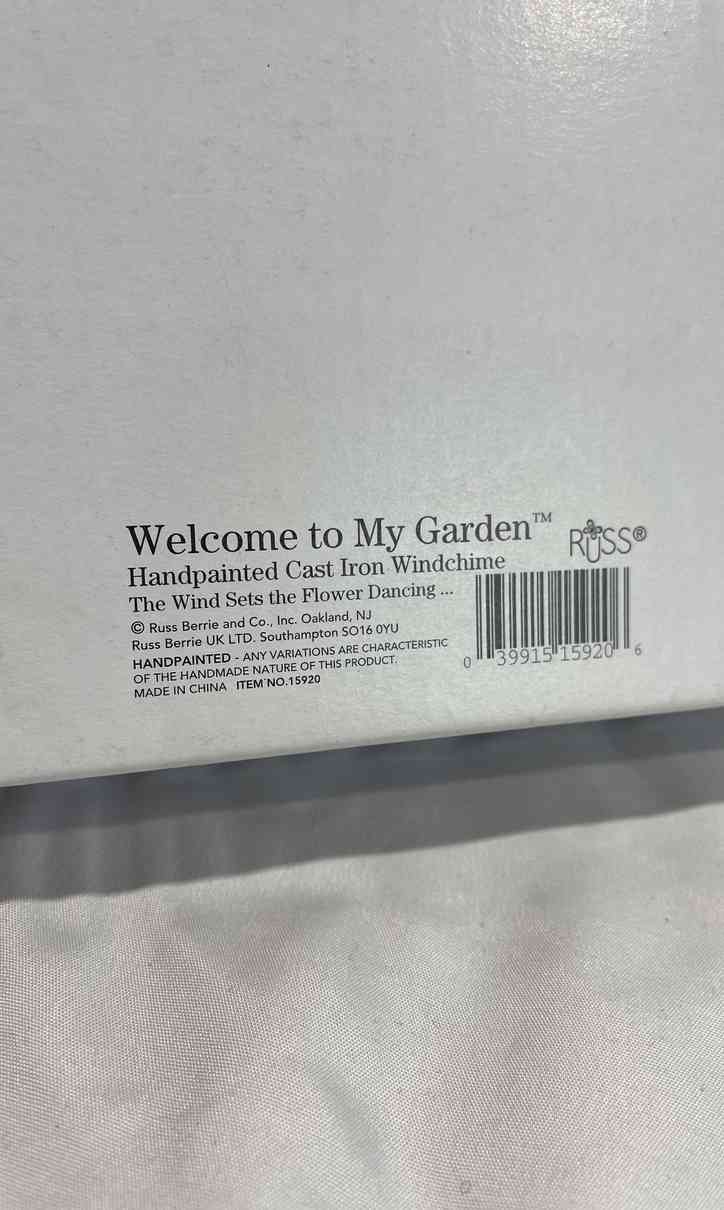 Welcome to My Garden™
RUSS®
Handpainted Cast Iron Windchime
The Wind Sets the Flower Dancing ...
© Russ Berrie and Co., Inc. Oakland, NJ
Russ Berrie UK LTD. Southampton SO16 0YU
HANDPAINTED - ANY VARIATIONS ARE CHARACTERISTIC
OF THE HANDMADE NATURE OF THIS PRODUCT.
MADE IN CHINA ITEM NO.15920
0 39915 15920 6